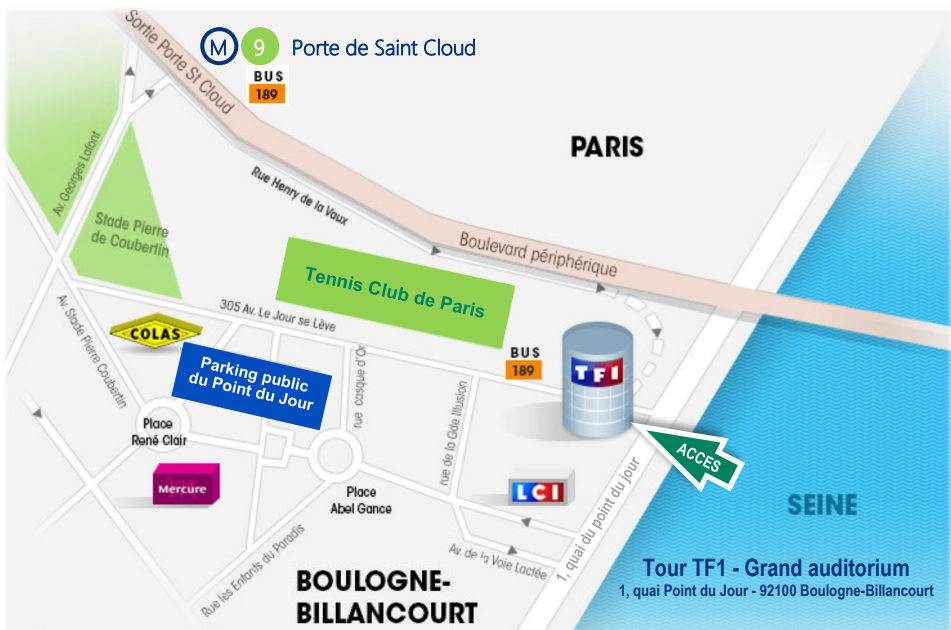 Sortie Porte St Cloud
M 9 Porte de Saint Cloud
BUS
189
PARIS
Av. Georges Lafont
Rue Henry de la Vaux
Stade Pierre
de Coubertin
Boulevard périphérique
Tennis Club de Paris
305 Av. Le Jour se Lève
Av. Stade Pierre Coubertin
COLAS
Parking public
du Point du Jour
rue casque d'Or
BUS
189
TF1
rue de la Gde Illusion
Place
René Clair
ACCES
Mercure
Place
Abel Gance
LCI
1, quai du point du jour
SEINE
Rue les Enfants du Paradis
Av. de la Voie Lactée
BOULOGNE-
BILLANCOURT
Tour TF1 - Grand auditorium
1, quai Point du Jour - 92100 Boulogne-Billancourt